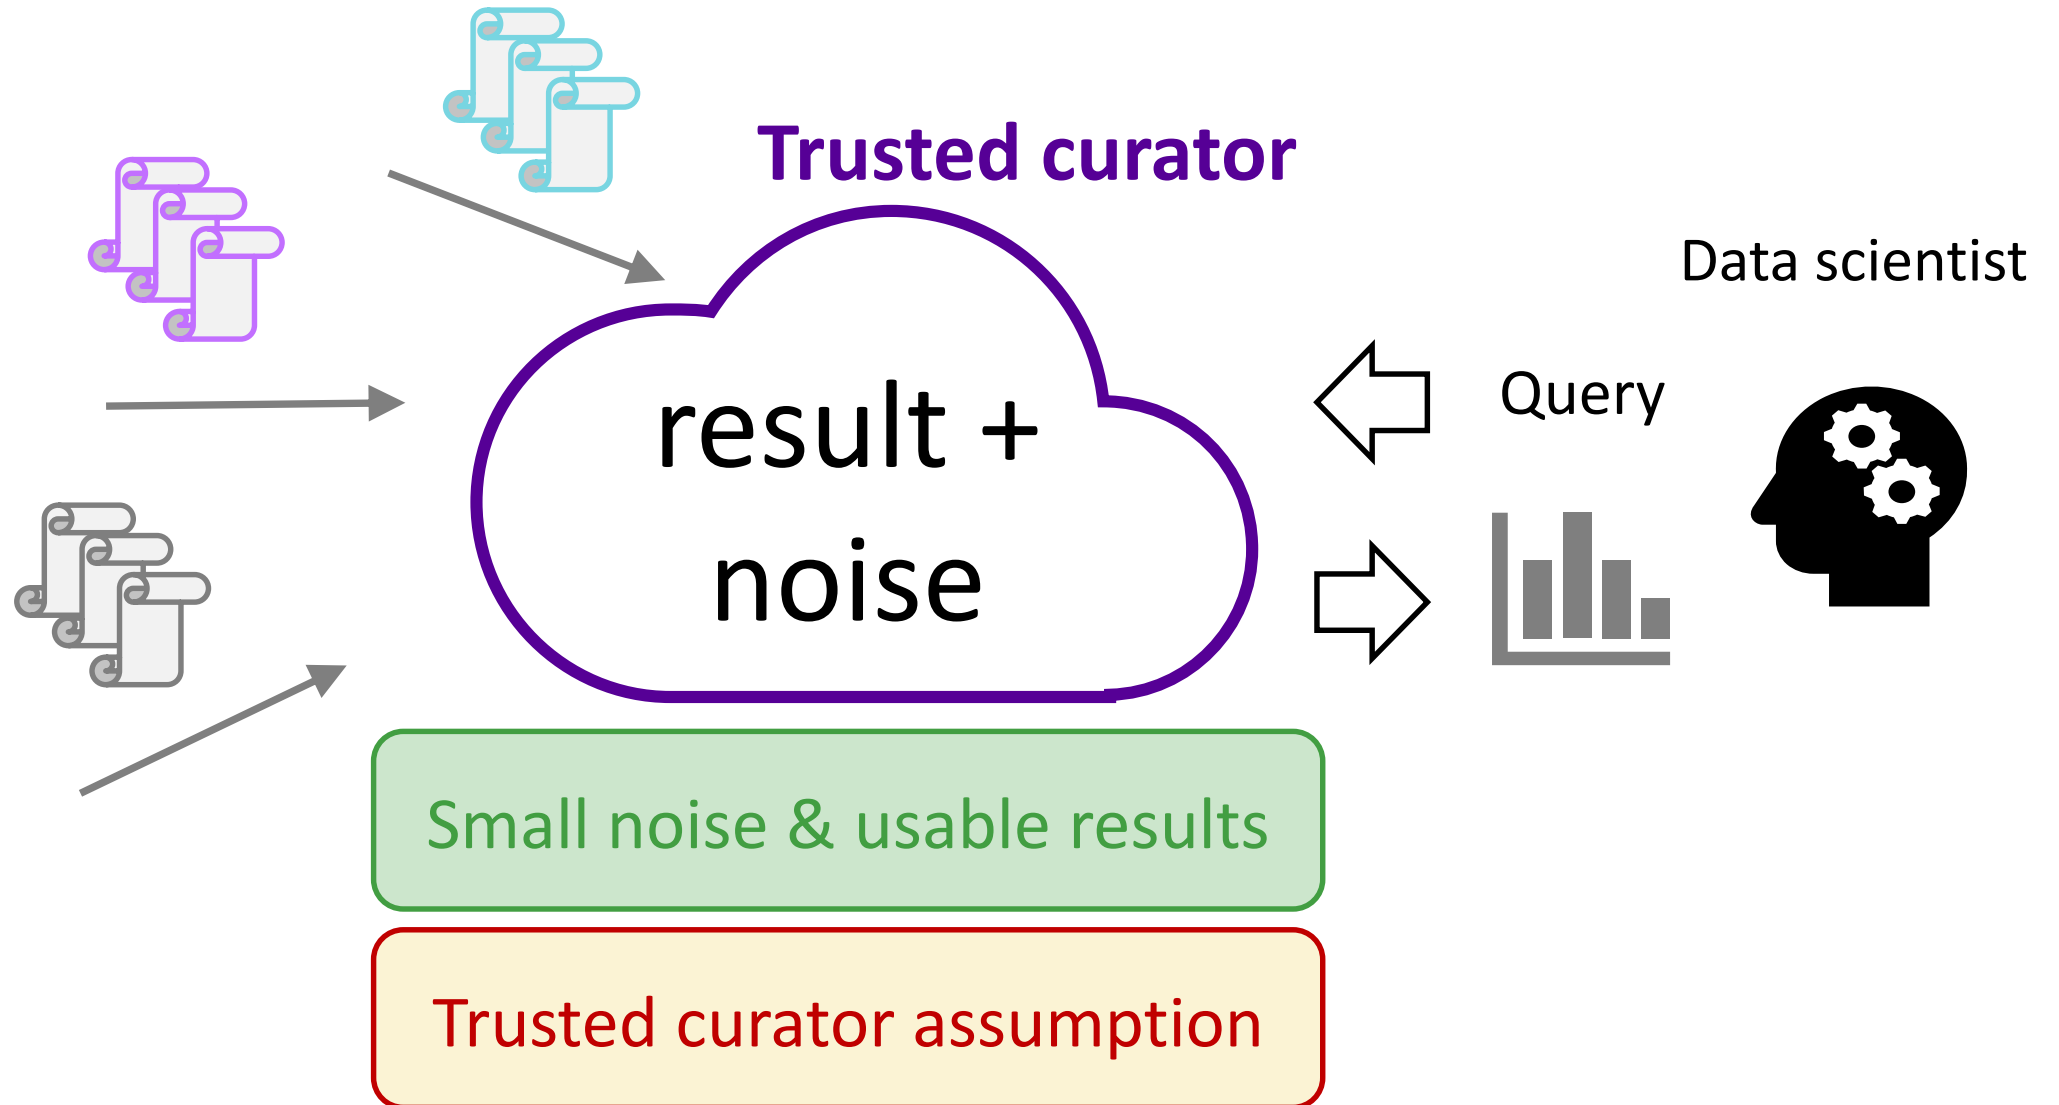 Trusted curator
Data scientist
result +
noise
Query
Small noise & usable results
Trusted curator assumption